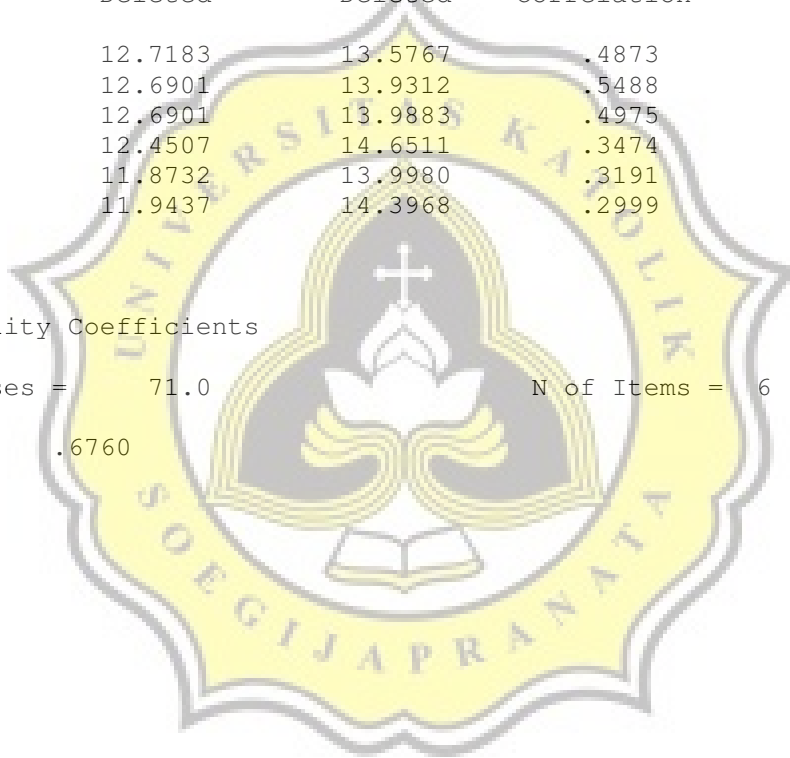 Deleted Deleted Correlation
12.7183 13.5767 .4873
12.6901 13.9312 .5488
12.6901 13.9883 .4975
12.4507 14.6511 .3474
11.8732 13.9980 .3191
11.9437 14.3968 .2999
lity Coefficients
ses = 71.0 N of Items = 6
.6760
UNIVERSITAS KATOLIK
SOEGIJAPRANATA